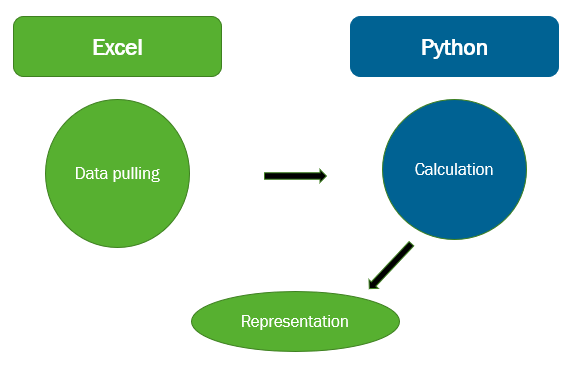 Excel
Python
Data pulling
Calculation
Representation